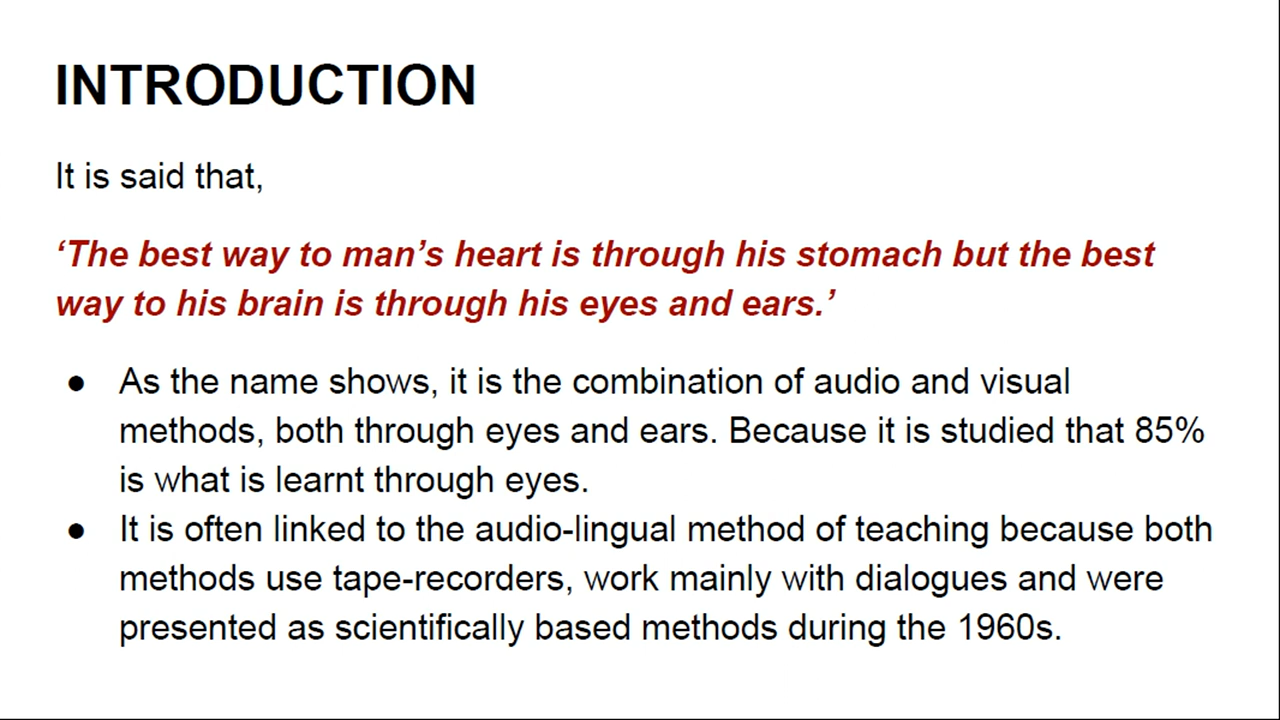 INTRODUCTION
It is said that,
‘The best way to man’s heart is through his stomach but the best
way to his brain is through his eyes and ears.’
● As the name shows, it is the combination of audio and visual
methods, both through eyes and ears. Because it is studied that 85%
is what is learnt through eyes.
● It is often linked to the audio-lingual method of teaching because both
methods use tape-recorders, work mainly with dialogues and were
presented as scientifically based methods during the 1960s.